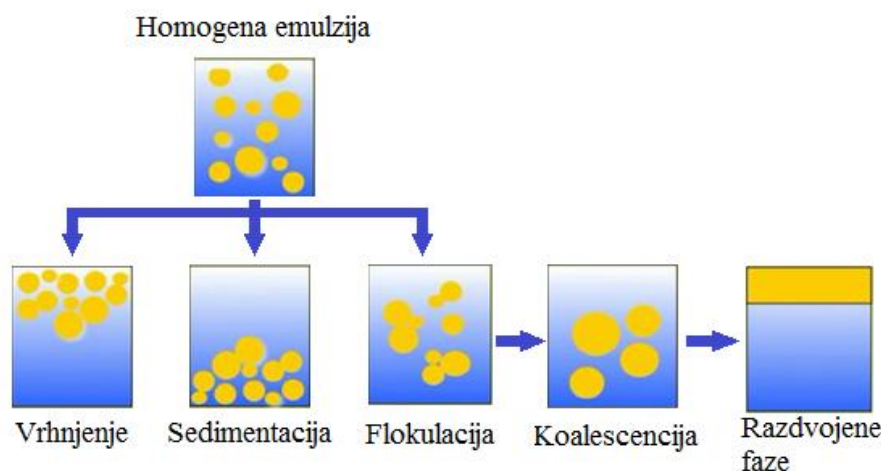 Homogena emulzija
Vrhnjenje
Sedimentacija
Flokulacija
Koalescencija
Razdvojene
faze